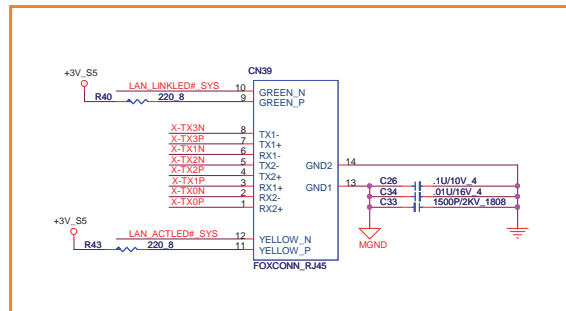 CN39
+3V_S5
LAN_LINKLED#_SYS 10 GREEN_N
R40 220_8 9 GREEN_P
X-TX3N 8 TX1-
X-TX3P 7 TX1+
X-TX1N 6 RX1-
X-TX2N 5 TX2- GND2 14
X-TX2P 4 TX2+
X-TX1P 3 RX1+ GND1 13 C26 .1U/10V_4
X-TX0N 2 RX2- C34 .01U/16V_4
X-TX0P 1 RX2+ C33 1500P/2KV_1808
+3V_S5
LAN_ACTLED#_SYS 12 YELLOW_N
R43 220_8 11 YELLOW_P
MGND
FOXCONN_RJ45